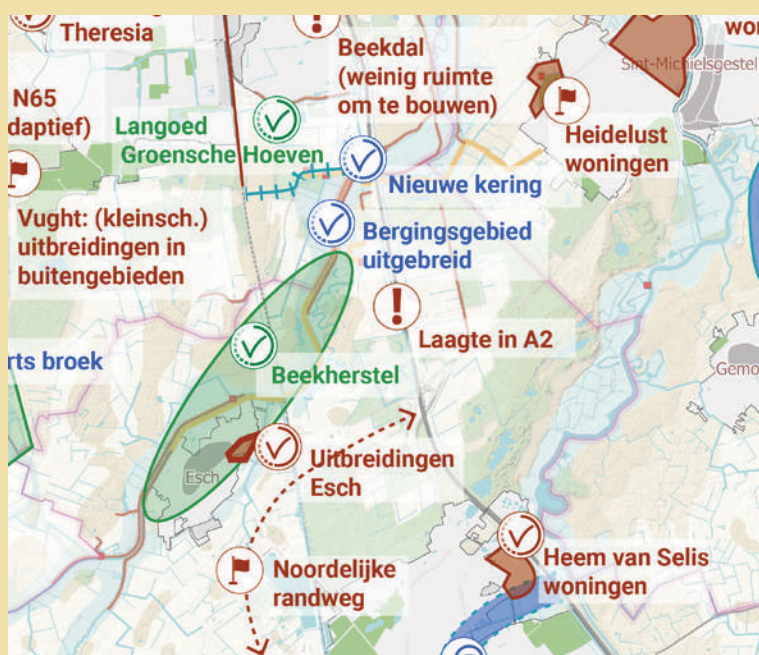 Theresia
Beekdal
(weinig ruimte
om te bouwen)
Sint-Michielsgestel
N65
daptief)
Langoed
Groensche Hoeven
Heidelust
woningen
Nieuwe kering
Vught: (kleinsch.)
uitbreidingen in
buitengebieden
Bergingsgebied
uitgebreid
Laagte in A2
rts broek
Beekherstel
Gemo
Uitbreidingen
Esch
Esch
Noordelijke
randweg
Heem van Selis
woningen